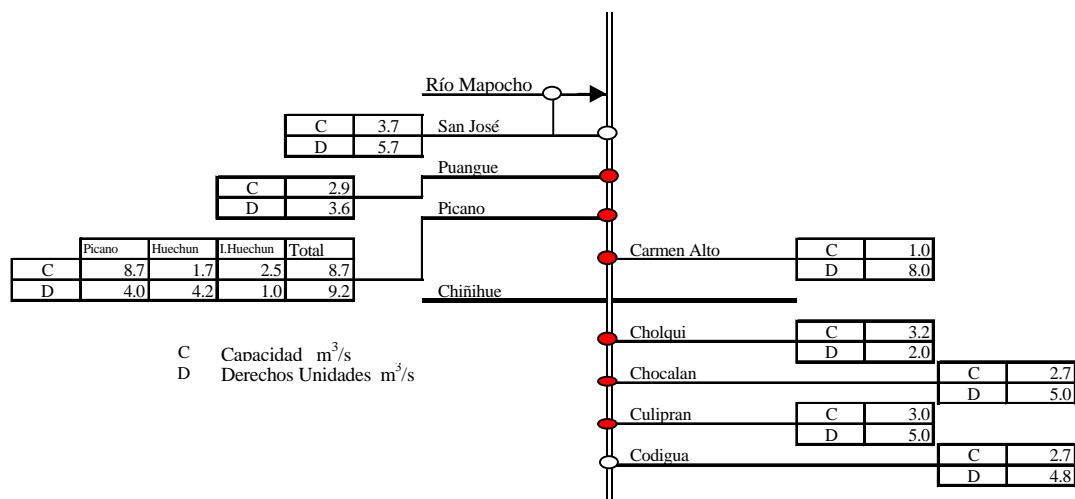 Río Mapocho
C 3.7 San José
D 5.7
Puangue
C 2.9
D 3.6
Picano
Picano Huechun I.Huechun Total
C 8.7 1.7 2.5 8.7
D 4.0 4.2 1.0 9.2
Carmen Alto C 1.0
D 8.0
Chiñihue
Cholqui C 3.2
D 2.0
C Capacidad m³/s
D Derechos Unidades m³/s
Chocalan C 2.7
D 5.0
Culipran C 3.0
D 5.0
Codigua C 2.7
D 4.8